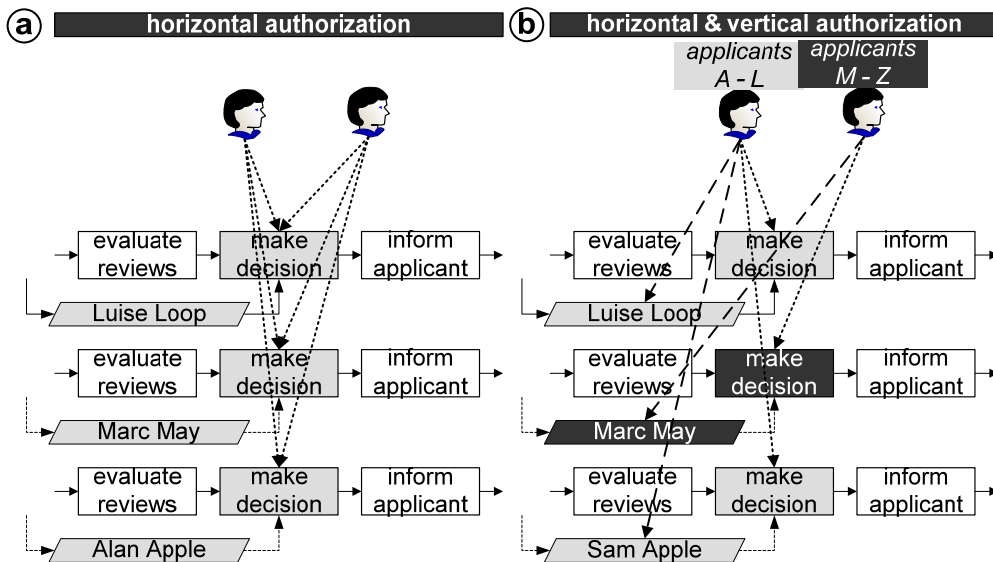 a
horizontal authorization
evaluate
reviews
make
decision
inform
applicant
Luise Loop
evaluate
reviews
make
decision
inform
applicant
Marc May
evaluate
reviews
make
decision
inform
applicant
Alan Apple
b
horizontal & vertical authorization
applicants
A - L
applicants
M - Z
evaluate
reviews
make
decision
inform
applicant
Luise Loop
evaluate
reviews
make
decision
inform
applicant
Marc May
evaluate
reviews
make
decision
inform
applicant
Sam Apple